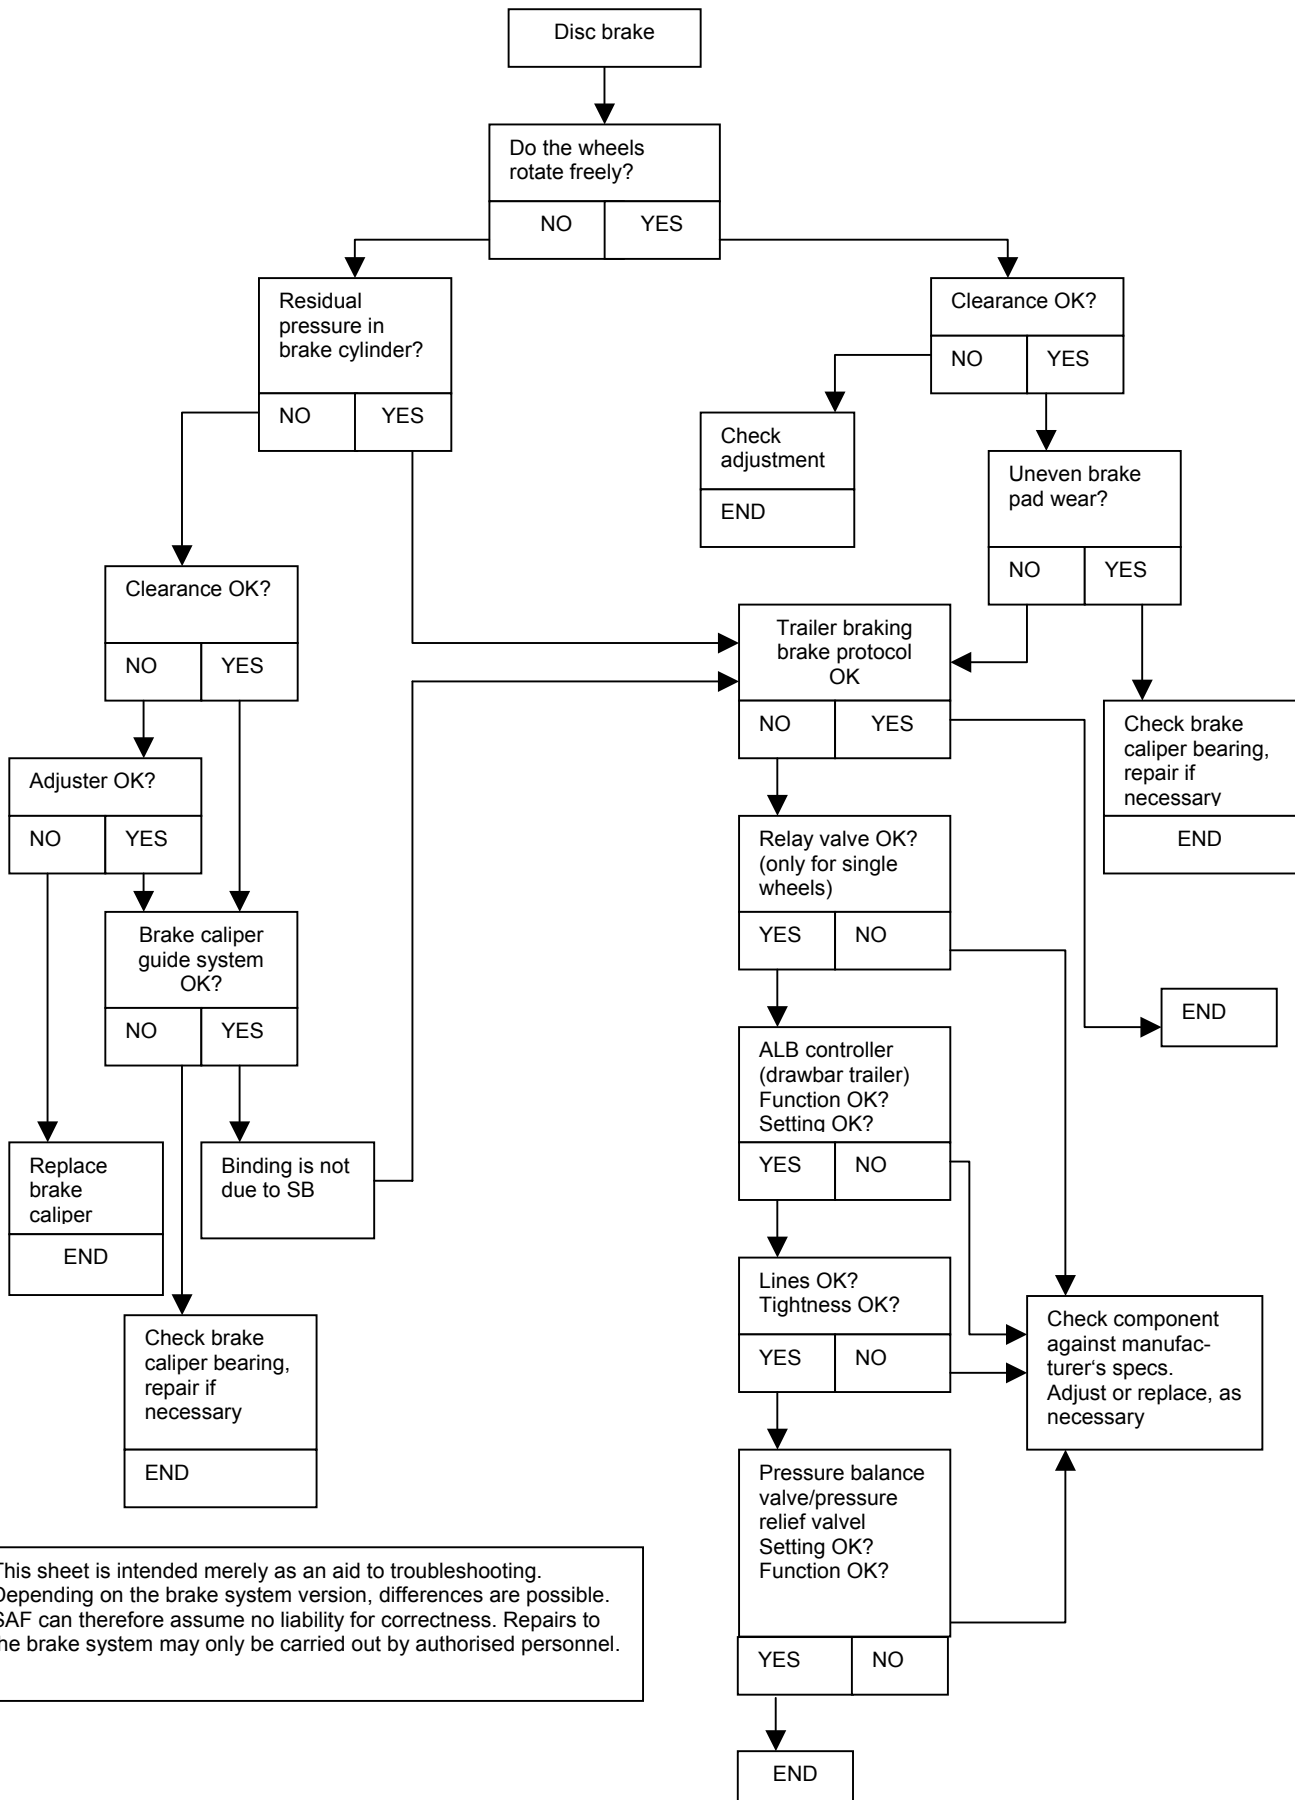 Disc brake
Do the wheels
rotate freely?
NO YES
Residual
pressure in
brake cylinder?
NO YES
Clearance OK?
NO YES
Check
adjustment
END
Uneven brake
pad wear?
NO YES
Clearance OK?
NO YES
Trailer braking
brake protocol
OK
NO YES
Check brake
caliper bearing,
repair if
necessary
END
Adjuster OK?
NO YES
Relay valve OK?
(only for single
wheels)
YES NO
Brake caliper
guide system
OK?
NO YES
END
ALB controller
(drawbar trailer)
Function OK?
Setting OK?
YES NO
Replace
brake
caliper
END
Binding is not
due to SB
Lines OK?
Tightness OK?
YES NO
Check component
against manufac-
turer‘s specs.
Adjust or replace, as
necessary
Check brake
caliper bearing,
repair if
necessary
END
Pressure balance
valve/pressure
relief valvel
Setting OK?
Function OK?
YES NO
END
This sheet is intended merely as an aid to troubleshooting.
Depending on the brake system version, differences are possible.
SAF can therefore assume no liability for correctness. Repairs to
the brake system may only be carried out by authorised personnel.